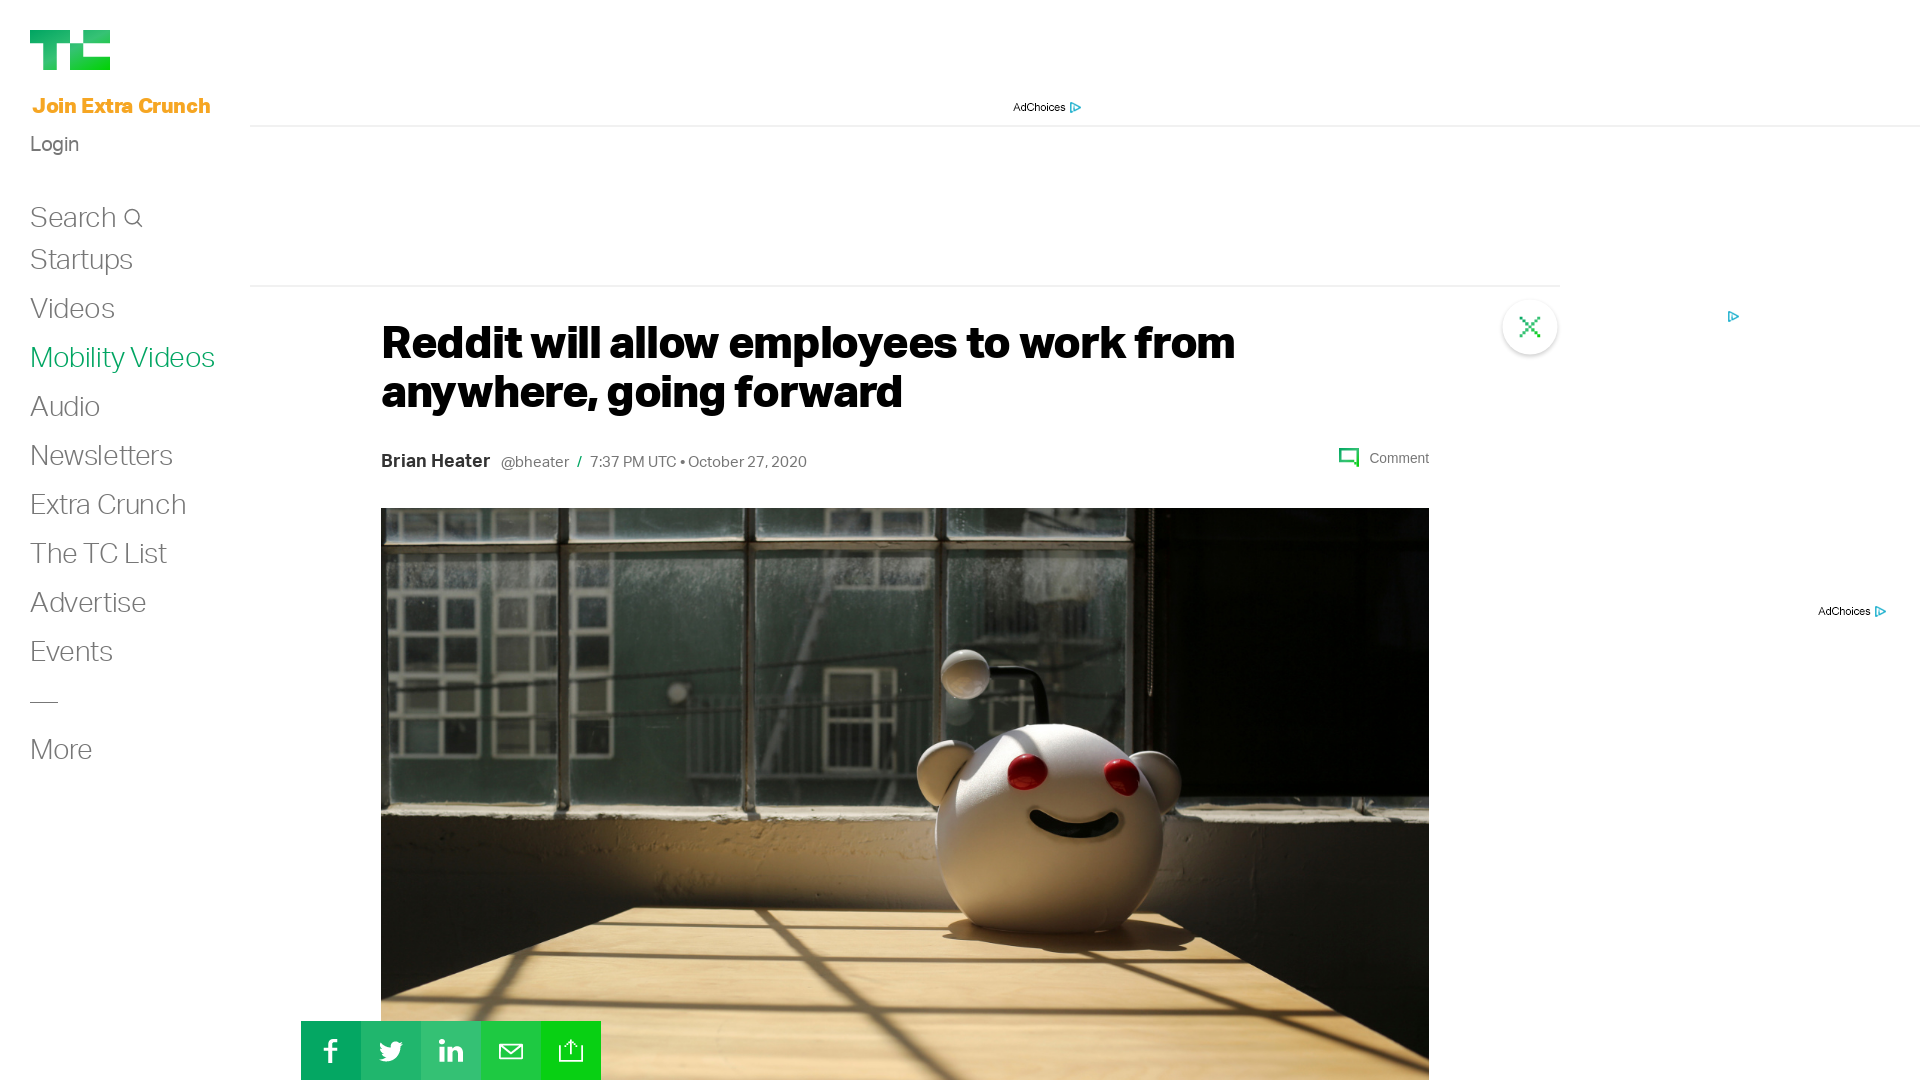 TC
Join Extra Crunch
Login
Search
Startups
Videos
Mobility Videos
Audio
Newsletters
Extra Crunch
The TC List
Advertise
Events
More
AdChoices
Reddit will allow employees to work from
anywhere, going forward
Brian Heater @bheater / 7:37 PM UTC • October 27, 2020
Comment
AdChoices